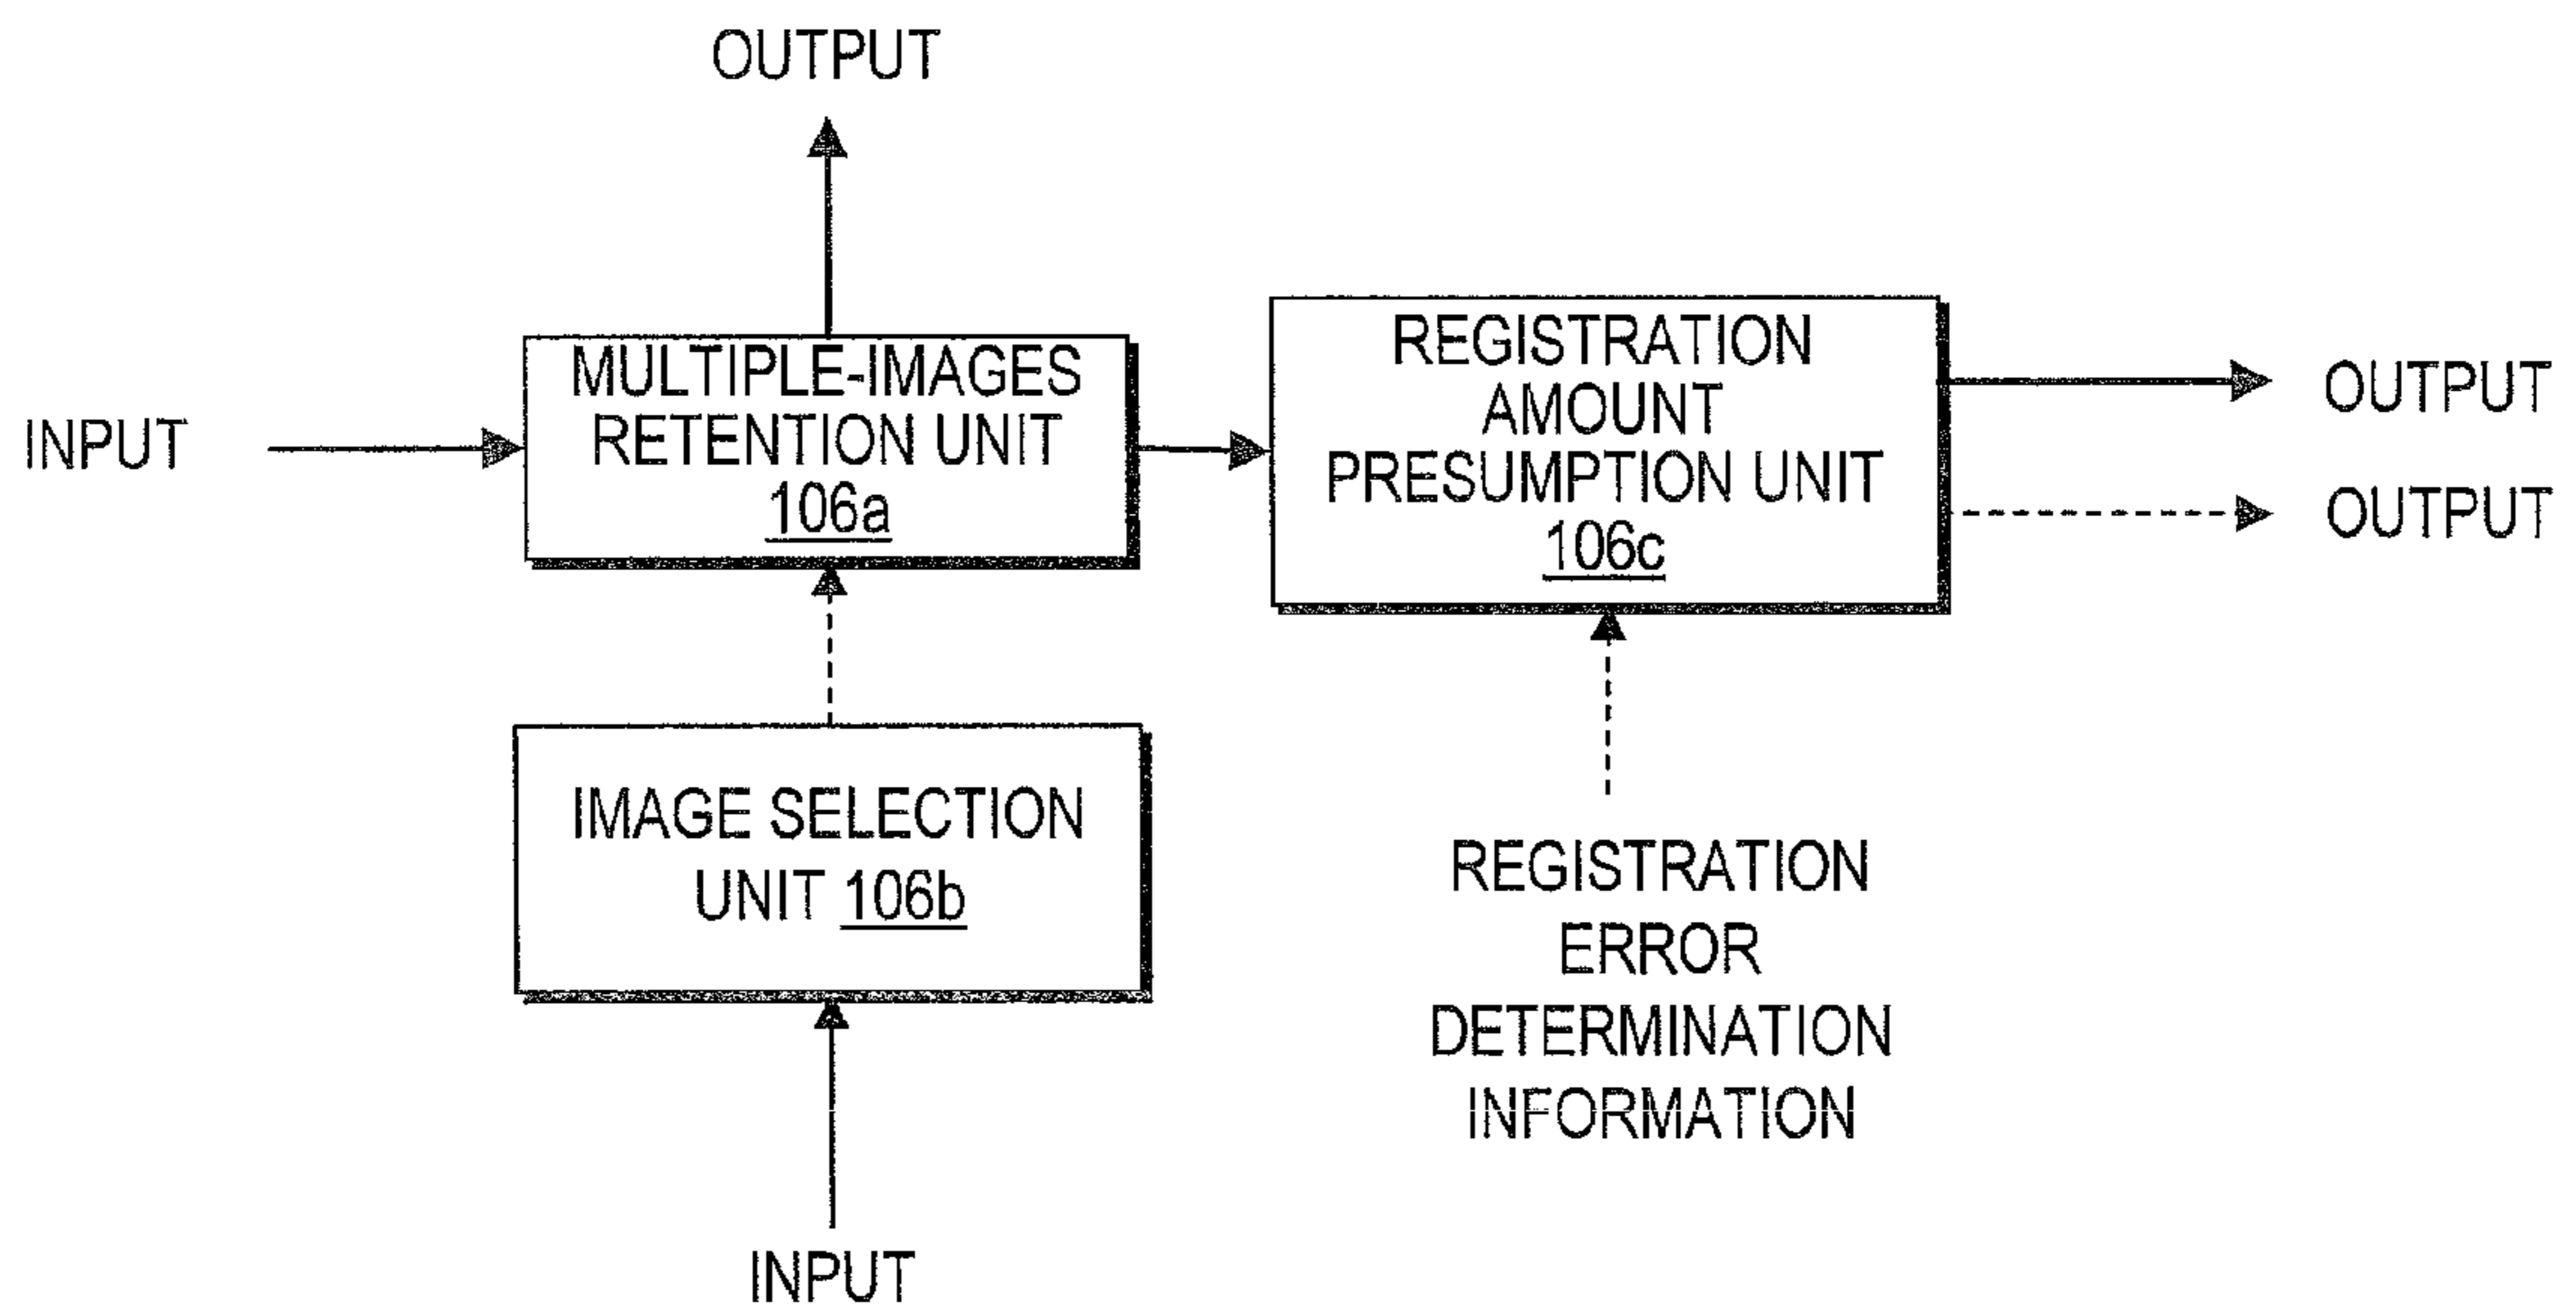 OUTPUT
INPUT
MULTIPLE-IMAGES
RETENTION UNIT
106a
REGISTRATION
AMOUNT
PRESUMPTION UNIT
106c
OUTPUT
OUTPUT
IMAGE SELECTION
UNIT 106b
REGISTRATION
ERROR
DETERMINATION
INFORMATION
INPUT